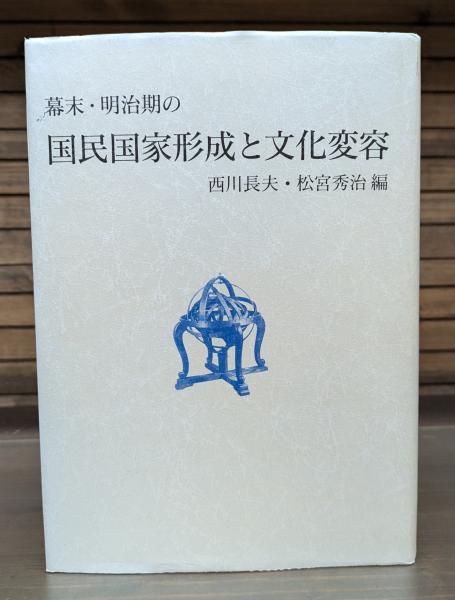 幕末・明治期の
国民国家形成と文化変容
西川長夫・松宮秀治 編